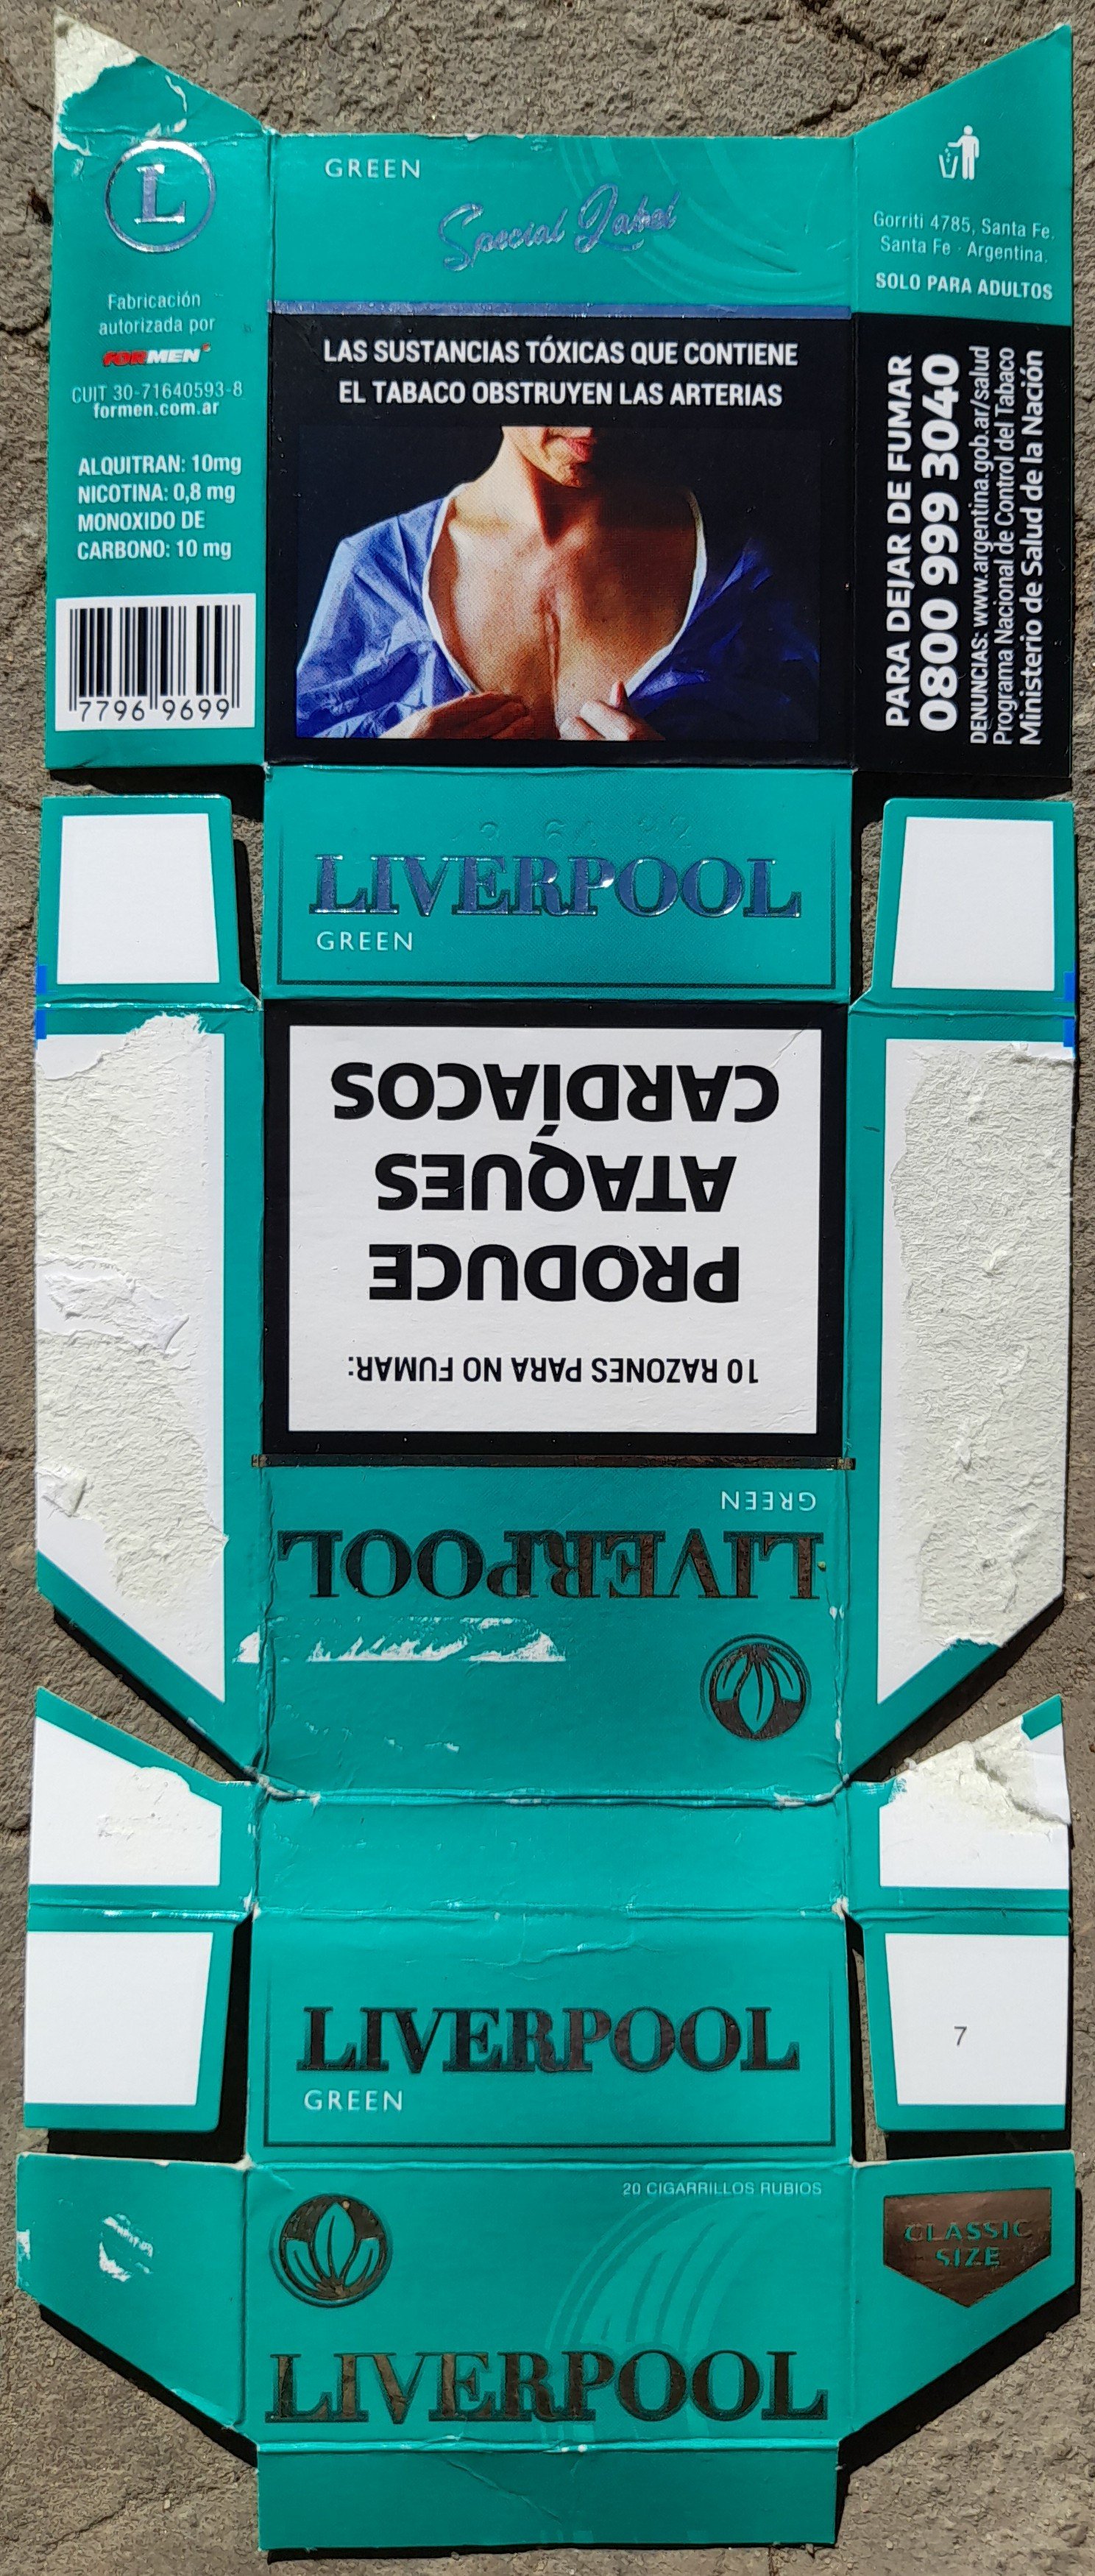 GREEN
Special Label
L
Fabricación
autorizada por
FORMEN
CUIT 30-71640593-8
formen.com.ar
ALQUITRAN: 10mg
NICOTINA: 0,8 mg
MONOXIDO DE
CARBONO: 10 mg
7796 9699
LAS SUSTANCIAS TÓXICAS QUE CONTIENE
EL TABACO OBSTRUYEN LAS ARTERIAS
Gorriti 4785, Santa Fe.
Santa Fe · Argentina.
SOLO PARA ADULTOS
PARA DEJAR DE FUMAR
0800 999 3040
DENUNCIAS: www.argentina.gob.ar/salud
Programa Nacional de Control del Tabaco
Ministerio de Salud de la Nación
LIVERPOOL
GREEN
10 RAZONES PARA NO FUMAR:
PRODUCE
ATAQUES
CARDÍACOS
LIVERPOOL
GREEN
LIVERPOOL
GREEN
7
20 CIGARRILLOS RUBIOS
LIVERPOOL
CLASSIC
SIZE